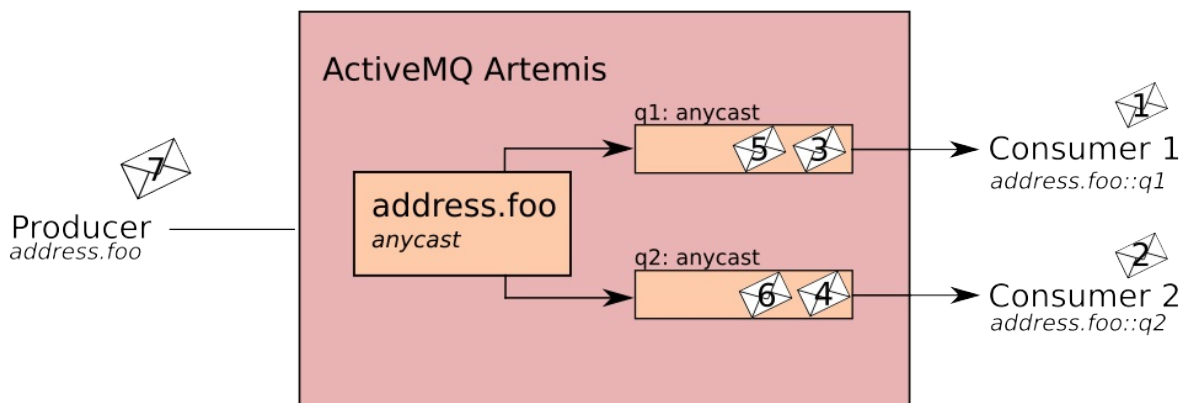 ActiveMQ Artemis
7
Producer
address.foo
address.foo
anycast
q1: anycast
5 3
q2: anycast
6 4
1
Consumer 1
address.foo::q1
2
Consumer 2
address.foo::q2